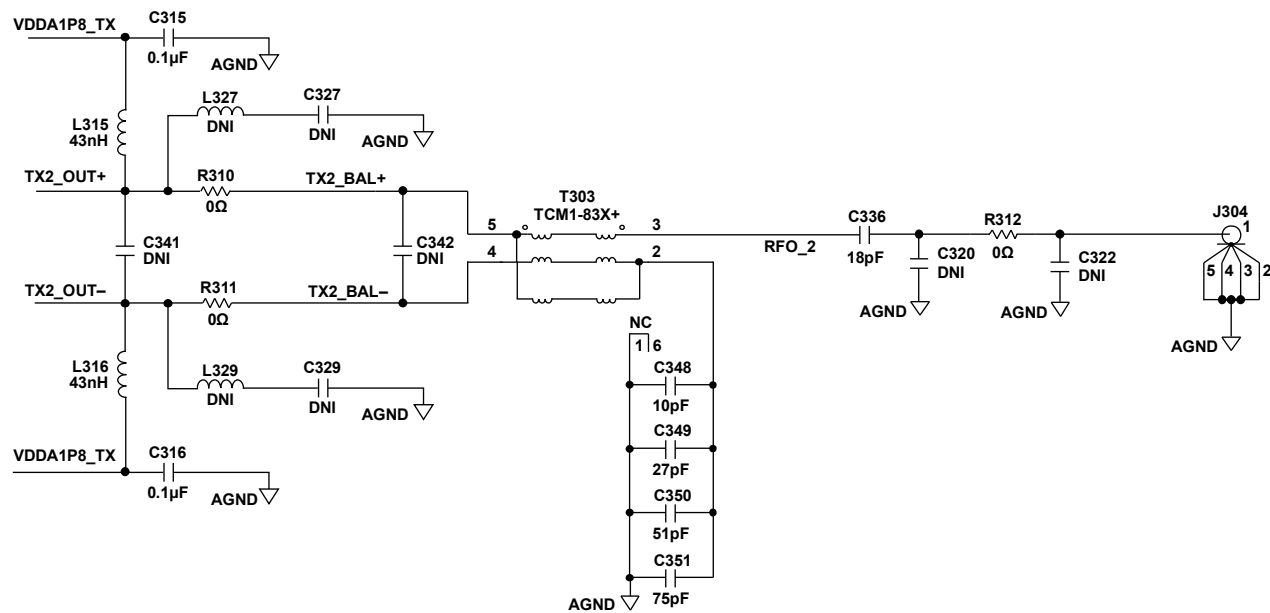 VDDA1P8_TX
C315
0.1µF
AGND
L327
DNI
C327
DNI
AGND
L315
43nH
TX2_OUT+
R310
0Ω
TX2_BAL+
T303
TCM1-83X+
5
3
4
2
C341
DNI
C342
DNI
RFO_2
C336
18pF
C320
DNI
AGND
R312
0Ω
C322
DNI
AGND
J304
1
5
4
3
2
AGND
TX2_OUT–
R311
0Ω
TX2_BAL–
L316
43nH
L329
DNI
C329
DNI
AGND
VDDA1P8_TX
C316
0.1µF
AGND
NC
1
6
C348
10pF
C349
27pF
C350
51pF
C351
75pF
AGND